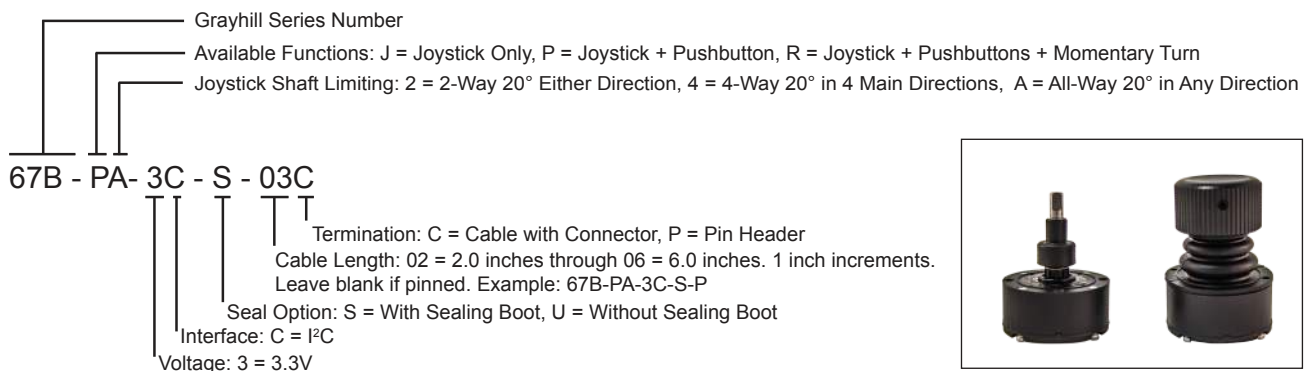 Grayhill Series Number
Available Functions: J = Joystick Only, P = Joystick + Pushbutton, R = Joystick + Pushbuttons + Momentary Turn
Joystick Shaft Limiting: 2 = 2-Way 20° Either Direction, 4 = 4-Way 20° in 4 Main Directions, A = All-Way 20° in Any Direction
67B - PA- 3C - S - 03C
Termination: C = Cable with Connector, P = Pin Header
Cable Length: 02 = 2.0 inches through 06 = 6.0 inches. 1 inch increments.
Leave blank if pinned. Example: 67B-PA-3C-S-P
Seal Option: S = With Sealing Boot, U = Without Sealing Boot
Interface: C = I²C
Voltage: 3 = 3.3V